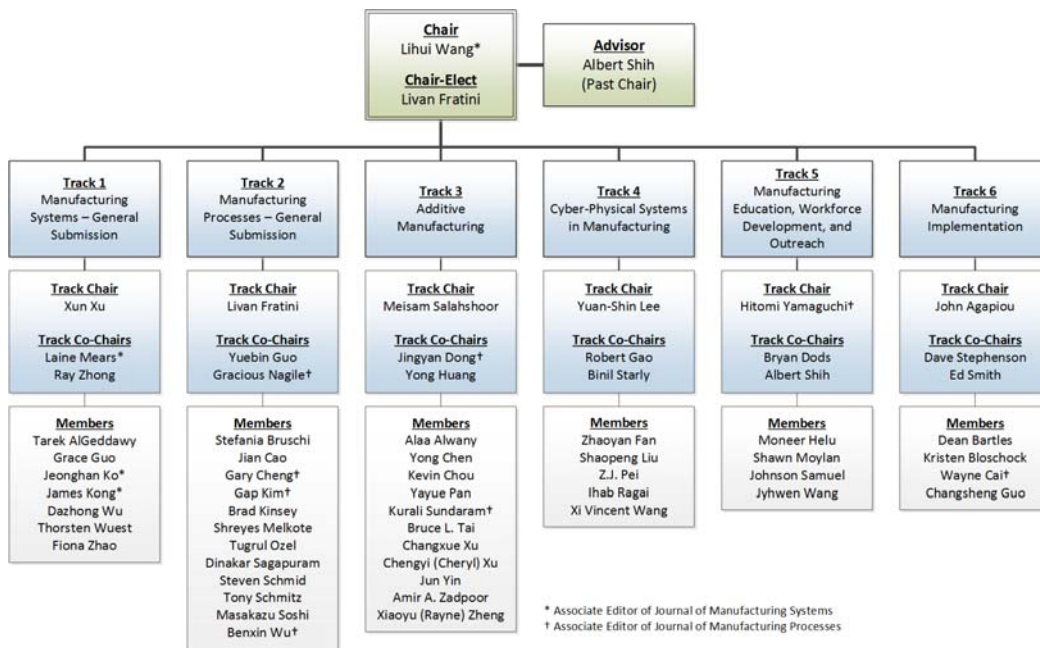 Chair
Lihui Wang*
Chair-Elect
Livan Fratini
Advisor
Albert Shih
(Past Chair)
Track 1
Manufacturing
Systems – General
Submission
Track Chair
Xun Xu
Track Co-Chairs
Laine Mears*
Ray Zhong
Members
Tarek AlGeddawy
Grace Guo
Jeonghan Ko*
James Kong*
Dazhong Wu
Thorsten Wuest
Fiona Zhao
Track 2
Manufacturing
Processes – General
Submission
Track Chair
Livan Fratini
Track Co-Chairs
Yuebin Guo
Gracious Nagile†
Members
Stefania Bruschi
Jian Cao
Gary Cheng†
Gap Kim†
Brad Kinsey
Shreyes Melkote
Tugrul Ozel
Dinakar Sagapuram
Steven Schmid
Tony Schmitz
Masakazu Soshi
Benxin Wu†
Track 3
Additive
Manufacturing
Track Chair
Meisam Salahshoor
Track Co-Chairs
Jingyan Dong†
Yong Huang
Members
Alaa Alwany
Yong Chen
Kevin Chou
Yayue Pan
Kurali Sundaram†
Bruce L. Tai
Changxue Xu
Chengyi (Cheryl) Xu
Jun Yin
Amir A. Zadpoor
Xiaoyu (Rayne) Zheng
Track 4
Cyber-Physical Systems
in Manufacturing
Track Chair
Yuan-Shin Lee
Track Co-Chairs
Robert Gao
Binil Starly
Members
Zhaoyan Fan
Shaopeng Liu
Z.J. Pei
Ihab Ragai
Xi Vincent Wang
Track 5
Manufacturing
Education, Workforce
Development, and
Outreach
Track Chair
Hitomi Yamaguchi†
Track Co-Chairs
Bryan Dods
Albert Shih
Members
Moneer Helu
Shawn Moylan
Johnson Samuel
Jyhwen Wang
Track 6
Manufacturing
Implementation
Track Chair
John Agapiou
Track Co-Chairs
Dave Stephenson
Ed Smith
Members
Dean Bartles
Kristen Bloschock
Wayne Cai†
Changsheng Guo
* Associate Editor of Journal of Manufacturing Systems
† Associate Editor of Journal of Manufacturing Processes